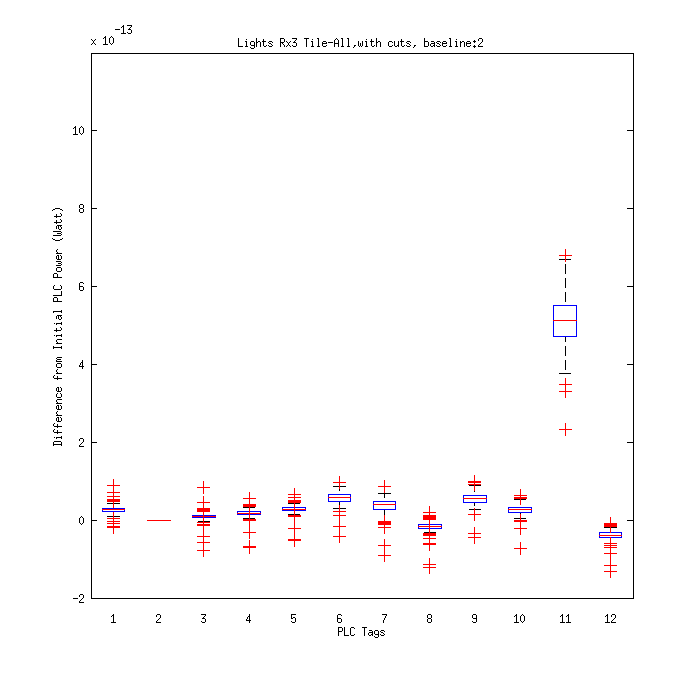 x 10-13
Lights Rx3 Tile-All,with cuts, baseline:2
10
8
6
4
2
0
-2
Difference from Initial PLC Power (Watt)
1 2 3 4 5 6 7 8 9 10 11 12
PLC Tags